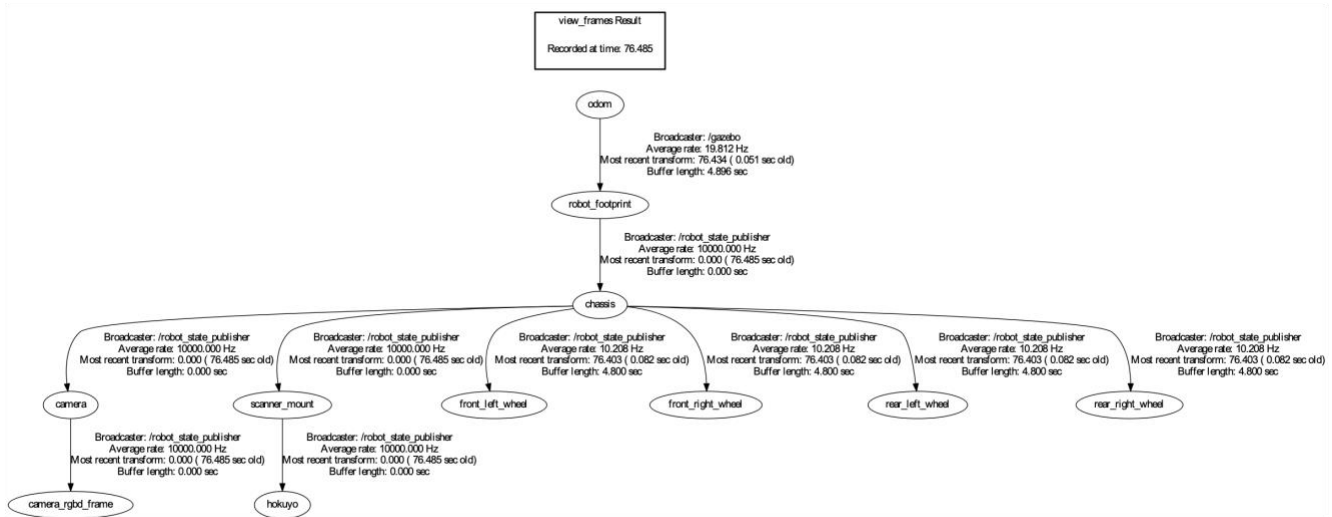 view_frames Result
Recorded at time: 76.485
odom
Broadcaster: /gazebo
Average rate: 19.812 Hz
Most recent transform: 76.434 ( 0.051 sec old)
Buffer length: 4.896 sec
robot_footprint
Broadcaster: /robot_state_publisher
Average rate: 10000.000 Hz
Most recent transform: 0.000 ( 76.485 sec old)
Buffer length: 0.000 sec
chassis
Broadcaster: /robot_state_publisher
Average rate: 10000.000 Hz
Most recent transform: 0.000 ( 76.485 sec old)
Buffer length: 0.000 sec
Broadcaster: /robot_state_publisher
Average rate: 10000.000 Hz
Most recent transform: 0.000 ( 76.485 sec old)
Buffer length: 0.000 sec
Broadcaster: /robot_state_publisher
Average rate: 10.208 Hz
Most recent transform: 76.403 ( 0.082 sec old)
Buffer length: 4.800 sec
Broadcaster: /robot_state_publisher
Average rate: 10.208 Hz
Most recent transform: 76.403 ( 0.082 sec old)
Buffer length: 4.800 sec
Broadcaster: /robot_state_publisher
Average rate: 10.208 Hz
Most recent transform: 76.403 ( 0.082 sec old)
Buffer length: 4.800 sec
Broadcaster: /robot_state_publisher
Average rate: 10.208 Hz
Most recent transform: 76.403 ( 0.082 sec old)
Buffer length: 4.800 sec
camera
scanner_mount
front_left_wheel
front_right_wheel
rear_left_wheel
rear_right_wheel
Broadcaster: /robot_state_publisher
Average rate: 10000.000 Hz
Most recent transform: 0.000 ( 76.485 sec old)
Buffer length: 0.000 sec
Broadcaster: /robot_state_publisher
Average rate: 10000.000 Hz
Most recent transform: 0.000 ( 76.485 sec old)
Buffer length: 0.000 sec
camera_rgbd_frame
hokuyo